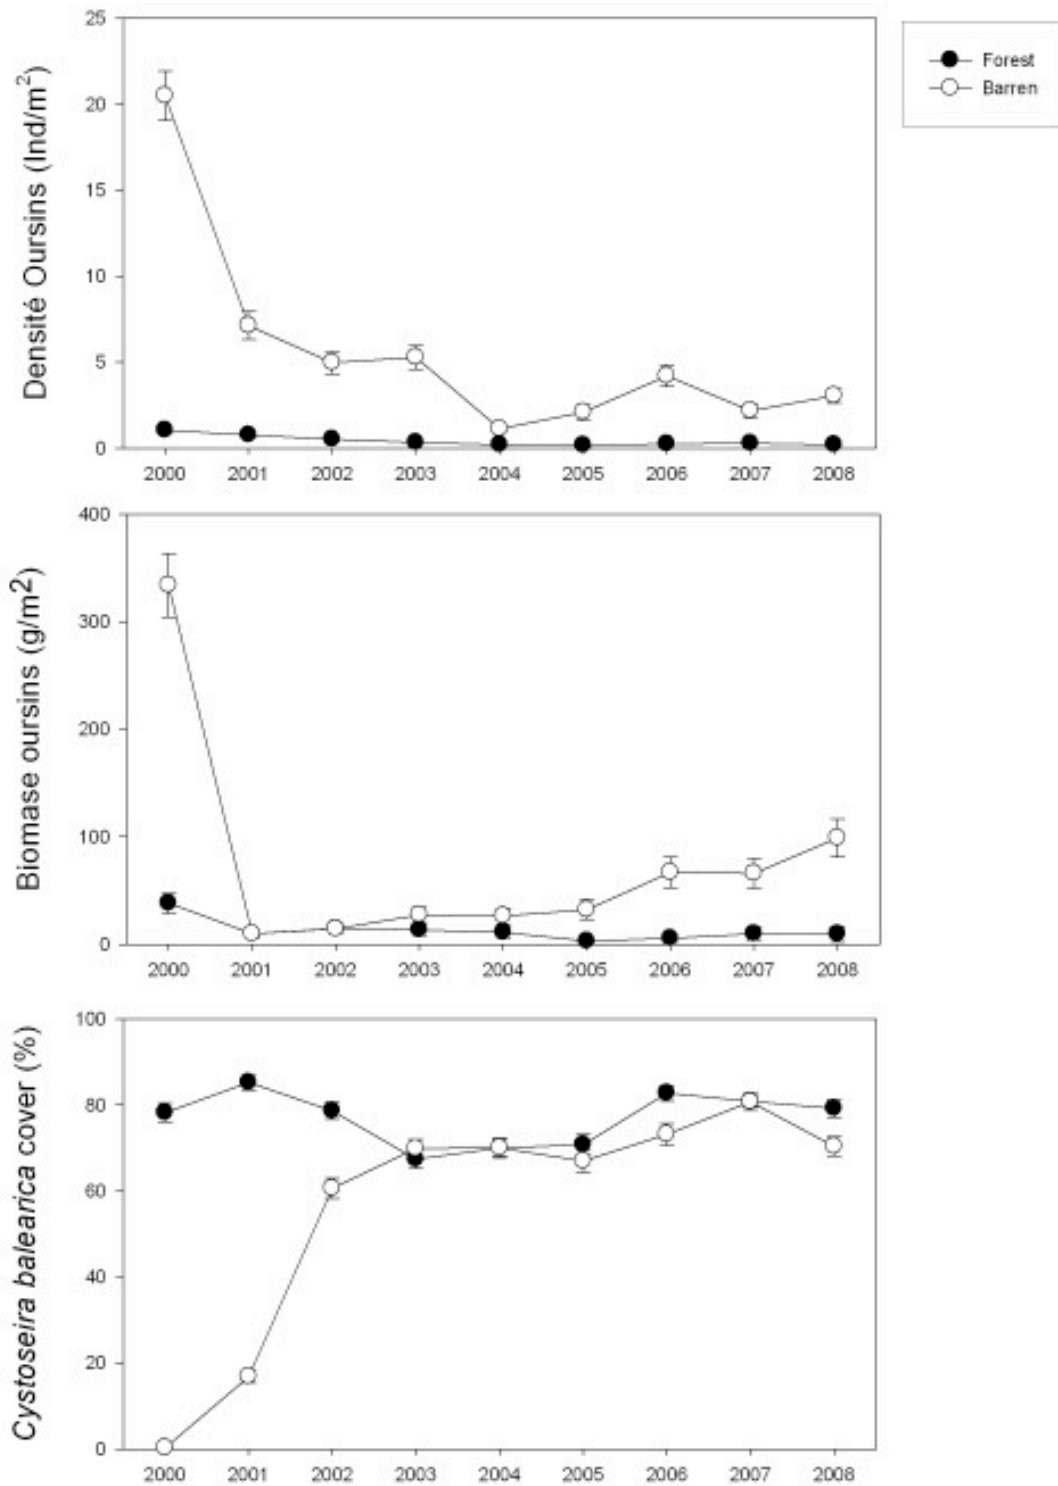 Forest
Barren
Densité Oursins (Ind/m²)
25
20
15
10
5
0
2000 2001 2002 2003 2004 2005 2006 2007 2008
Biomase oursins (g/m2)
400
300
200
100
0
2000 2001 2002 2003 2004 2005 2006 2007 2008
Cystoseira balearica cover (%)
100
80
60
40
20
0
2000 2001 2002 2003 2004 2005 2006 2007 2008